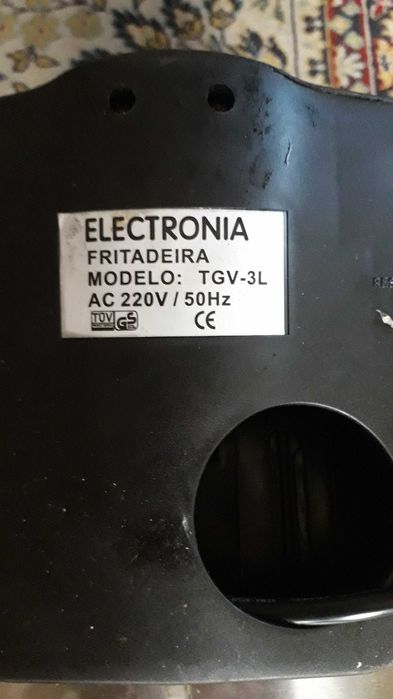 ELECTRONIA
FRITADEIRA
MODELO: TGV-3L
AC 220V / 50Hz
TÜV GS CE